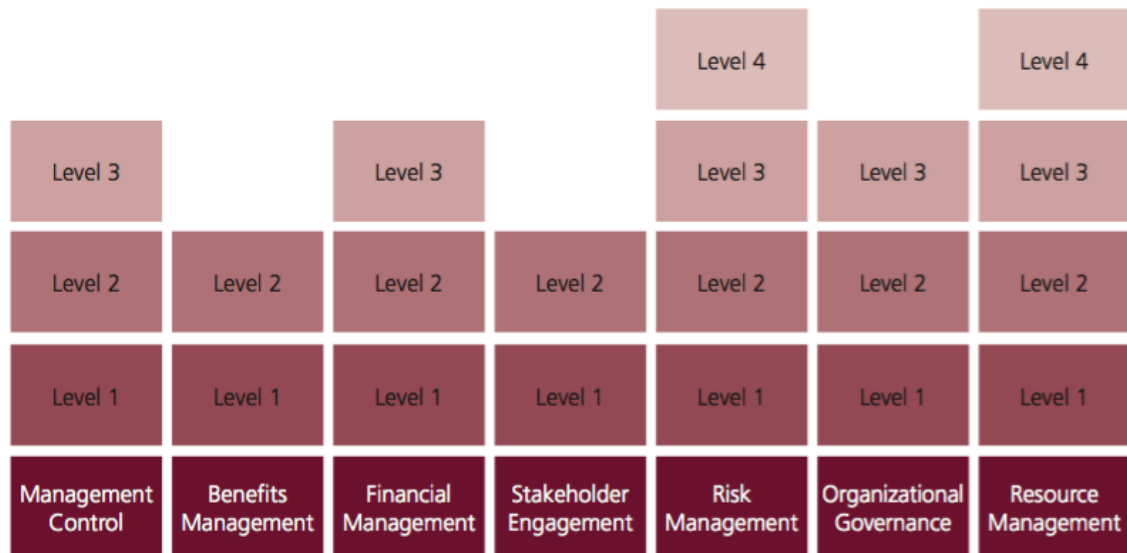 Level 4 Level 4
Level 3 Level 3 Level 3 Level 3 Level 3
Level 2 Level 2 Level 2 Level 2 Level 2 Level 2 Level 2
Level 1 Level 1 Level 1 Level 1 Level 1 Level 1 Level 1
Management Benefits Financial Stakeholder Risk Organizational Resource
Control Management Management Engagement Management Governance Management